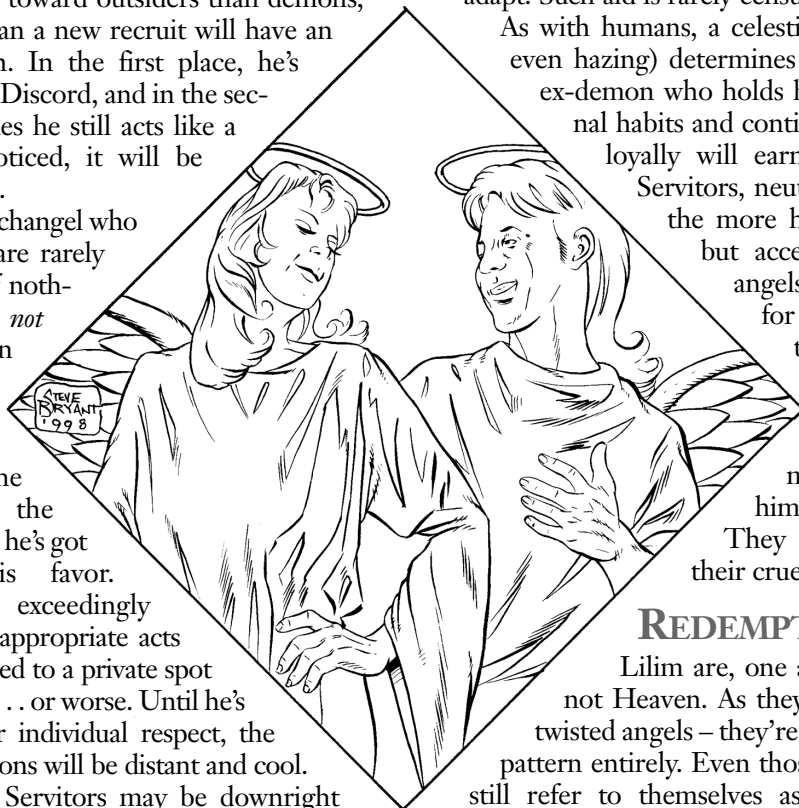 toward outsiders than demons,
an a new recruit will have an
In the first place, he's
Discord, and in the sec-
es he still acts like a
oticed, it will be
changel who
are rarely
f noth-
not
n
STEVE
BRYANT
'1998
he
the
he's got
is favor.
exceedingly
appropriate acts
ed to a private spot
. . or worse. Until he's
r individual respect, the
ons will be distant and cool.
Servitors may be downright
adapt. Such aid is rarely
As with humans, a celesti
even hazing) determines
ex-demon who holds h
nal habits and conti
loyally will earn
Servitors, neut
the more h
but acce
angels
for
t
n
him
They
their crue
REDEMPT
Lilim are, one a
not Heaven. As they
twisted angels – they're
pattern entirely. Even thos
still refer to themselves as